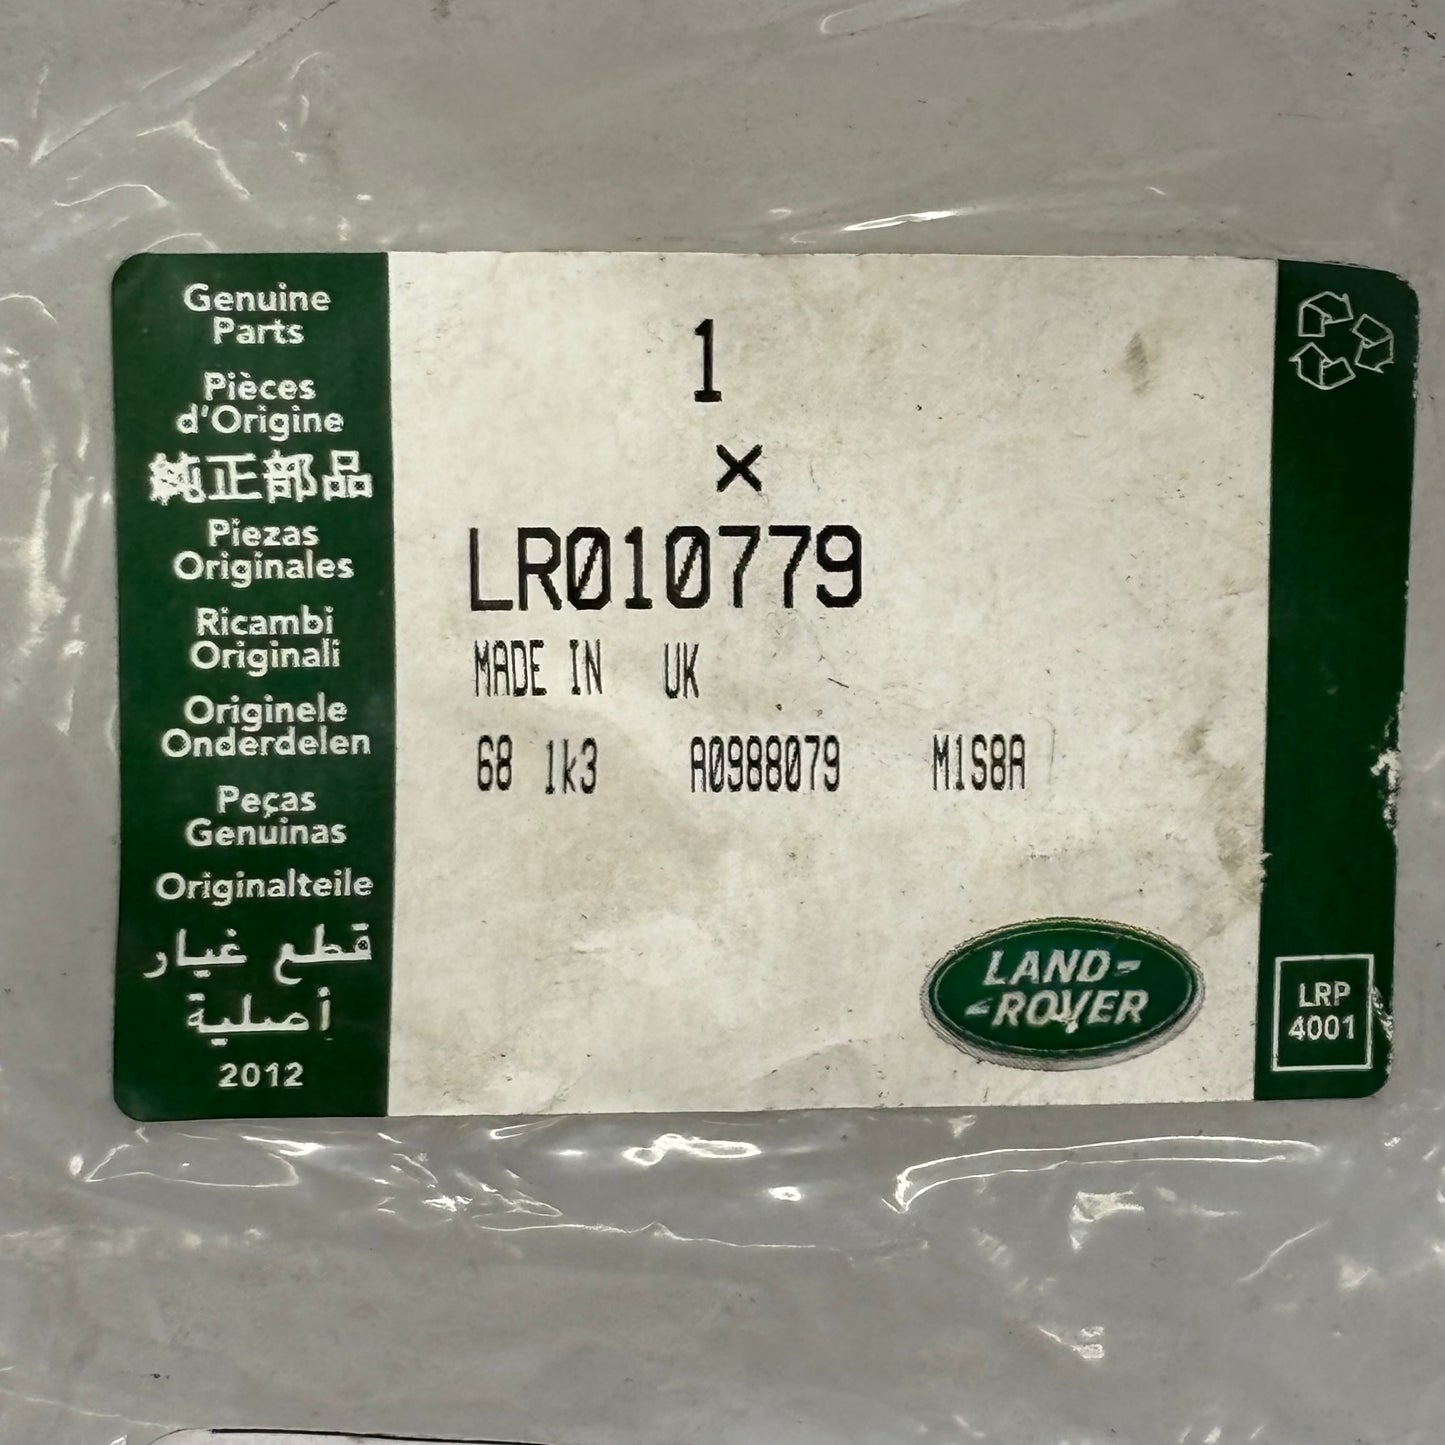 Genuine
Parts
Pièces
d'Origine
純正部品
Piezas
Originales
Ricambi
Originali
Originele
Onderdelen
Peças
Genuinas
Originalteile
قطع غيار
أصلية
2012
1
×
LR010779
MADE IN UK
68 1k3 A0988079 M1S8A
LAND-
-ROVER
LRP
4001